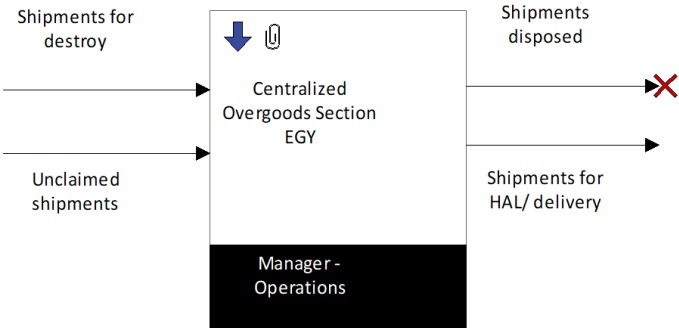 Shipments for
destroy
Unclaimed
shipments
Centralized
Overgoods Section
EGY
Manager -
Operations
Shipments
disposed
Shipments for
HAL/ delivery